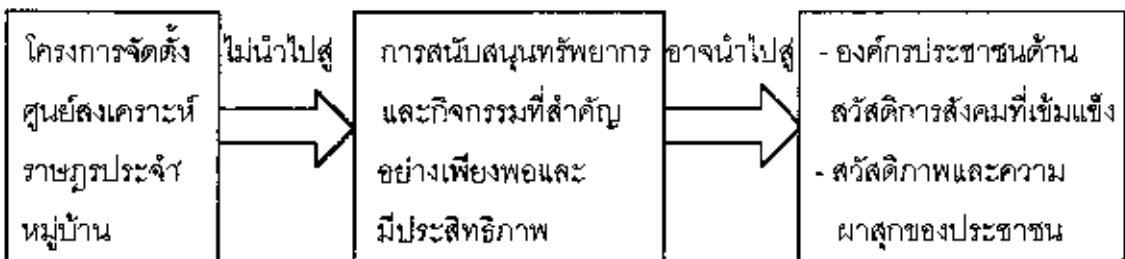 โครงการจัดตั้ง
ศูนย์สงเคราะห์
ราษฎรประจำ
หมู่บ้าน
ไม่นำไปสู่
การสนับสนุนทรัพยากร
และกิจกรรมที่สำคัญ
อย่างเพียงพอและ
มีประสิทธิภาพ
อาจนำไปสู่
- องค์กรประชาชนด้าน
สวัสดิการสังคมที่เข้มแข็ง
- สวัสดิภาพและความ
ผาสุกของประชาชน